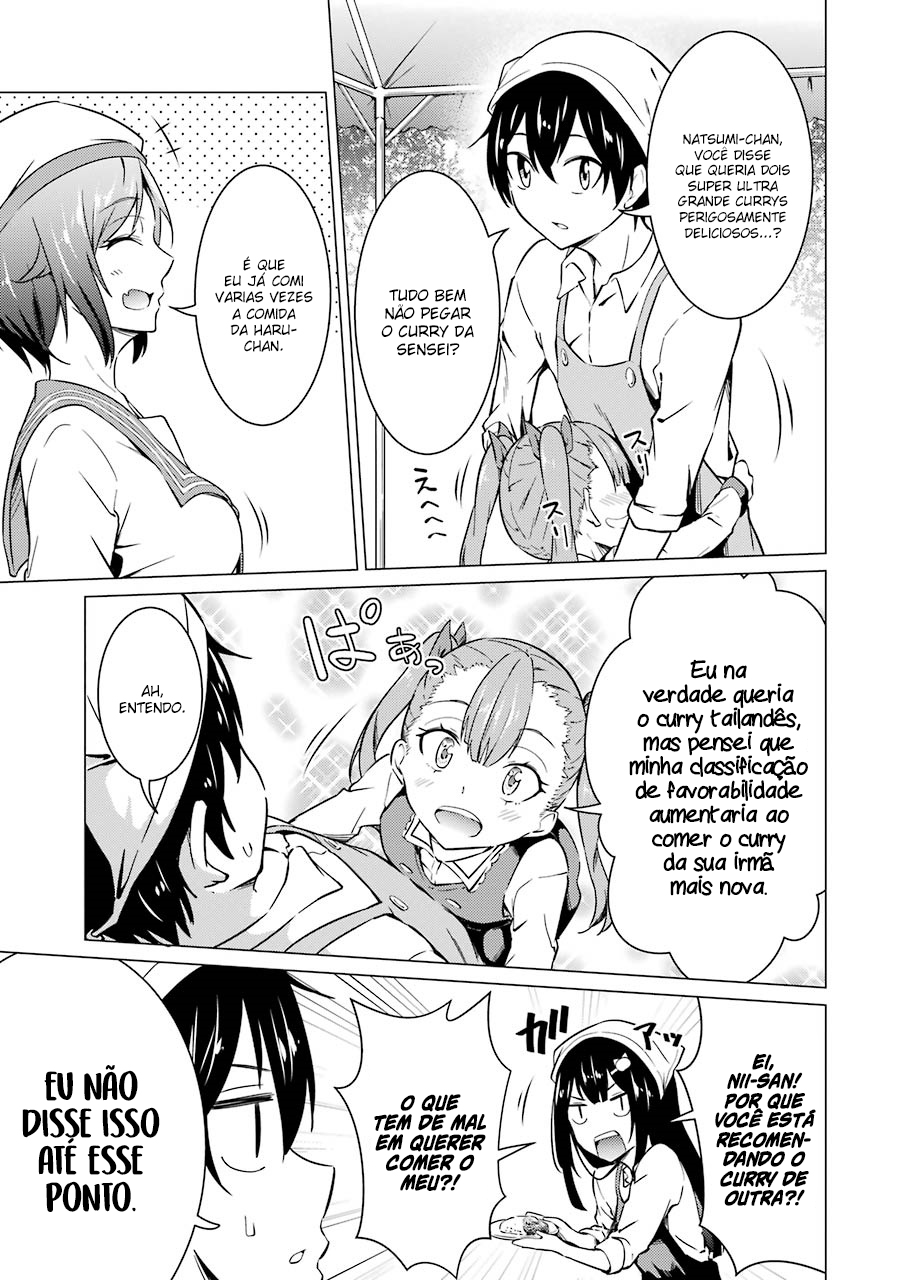 NATSUMI-CHAN,
VOCÊ DISSE
QUE QUERIA DOIS
SUPER ULTRA
GRANDE CURRYS
PERIGOSAMENTE
DELICIOSOS...?
TUDO BEM
NÃO PEGAR
O CURRY DA
SENSEI?
スリ
スリ
えへへ
É QUE
EU JÁ COMI
VARIAS VEZES
A COMIDA
DA HARU-
CHAN.
Eu na
verdade queria
o curry tailandês,
mas pensei que
minha classificação
de favorabilidade
aumentaria ao
comer o curry
da sua irmã
mais nova.
ぱぁっ
AH,
ENTENDO.
EI,
NII-SAN!
POR QUE
VOCÊ ESTÁ
RECOMEN-
DANDO O
CURRY DE
OUTRA?!
ガアーッ
O QUE
TEM DE MAL
EM QUERER
COMER O
MEU?!
EU NÃO
DISSE ISSO
ATÉ ESSE
PONTO.